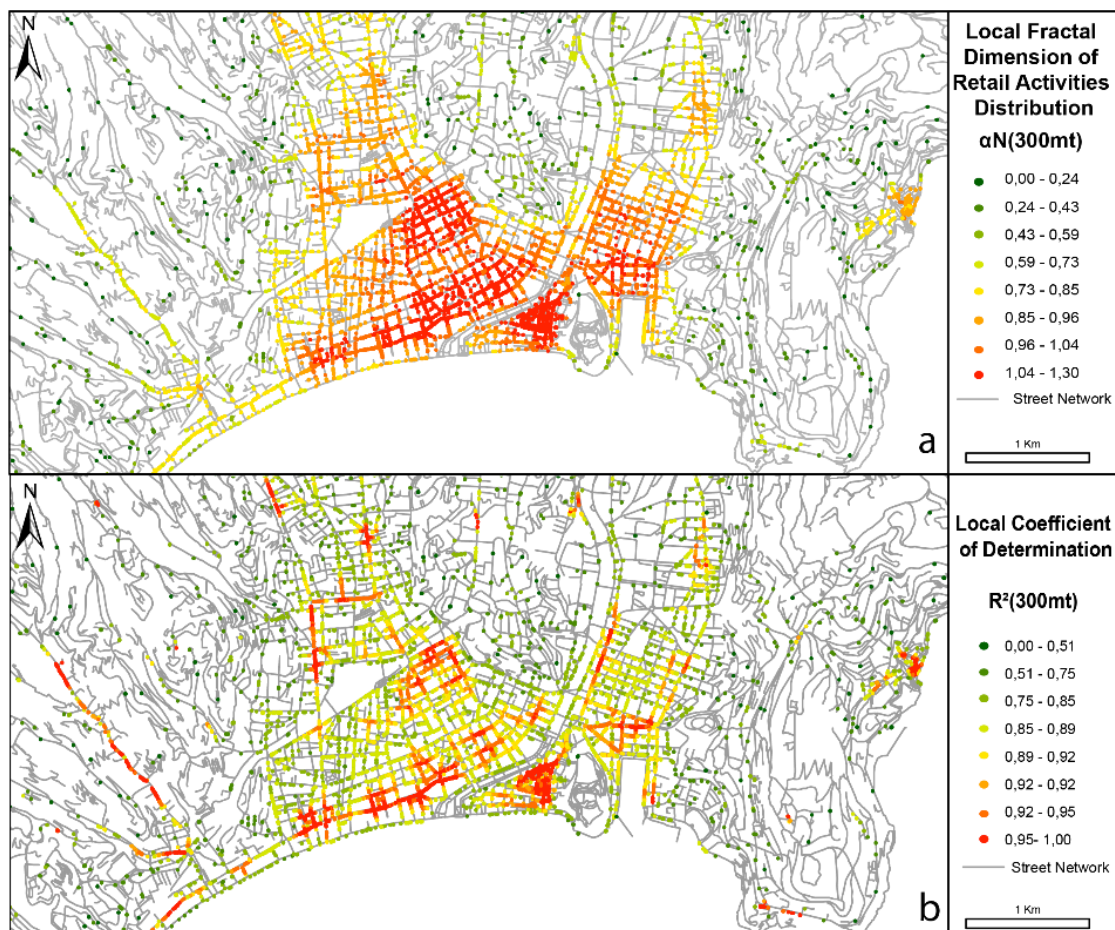 N
Local Fractal
Dimension of
Retail Activities
Distribution
αN(300mt)
0,00 - 0,24
0,24 - 0,43
0,43 - 0,59
0,59 - 0,73
0,73 - 0,85
0,85 - 0,96
0,96 - 1,04
1,04 - 1,30
Street Network
1 Km
a
N
Local Coefficient
of Determination
R²(300mt)
0,00 - 0,51
0,51 - 0,75
0,75 - 0,85
0,85 - 0,89
0,89 - 0,92
0,92 - 0,92
0,92 - 0,95
0,95- 1,00
Street Network
1 Km
b